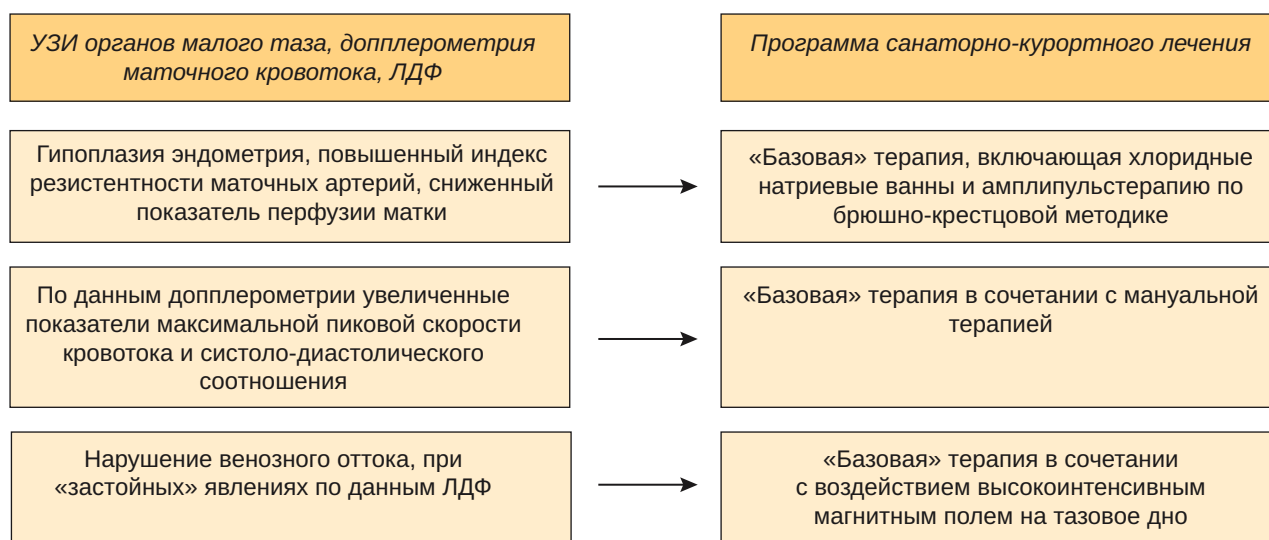 УЗИ органов малого таза, допплерометрия
маточного кровотока, ЛДФ
Программа санаторно-курортного лечения
Гипоплазия эндометрия, повышенный индекс
резистентности маточных артерий, сниженный
показатель перфузии матки
«Базовая» терапия, включающая хлоридные
натриевые ванны и амплипульстерапию по
брюшно-крестцовой методике
По данным допплерометрии увеличенные
показатели максимальной пиковой скорости
кровотока и систоло-диастолического
соотношения
«Базовая» терапия в сочетании с мануальной
терапией
Нарушение венозного оттока, при
«застойных» явлениях по данным ЛДФ
«Базовая» терапия в сочетании
с воздействием высокоинтенсивным
магнитным полем на тазовое дно